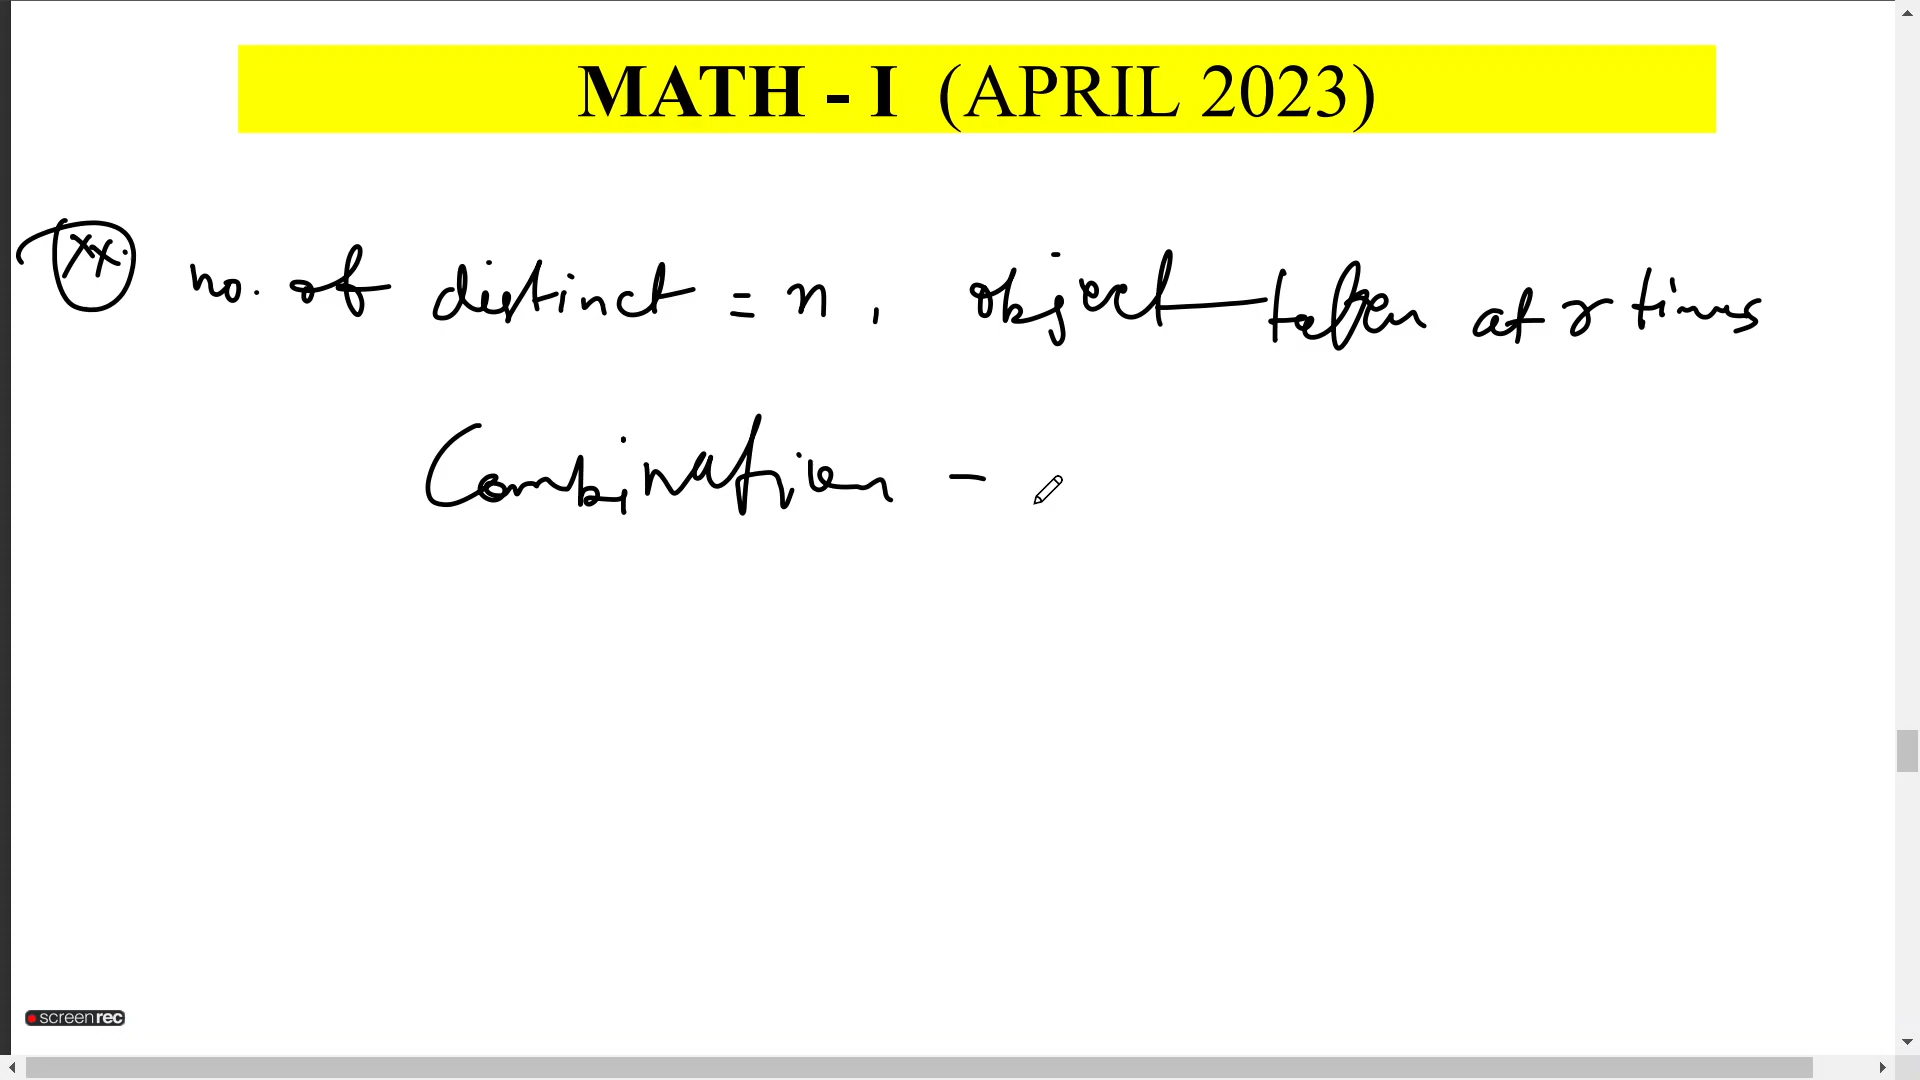 MATH - I (APRIL 2023)
xx. no. of distinct = n, object taken at r times
Combination -
screenrec